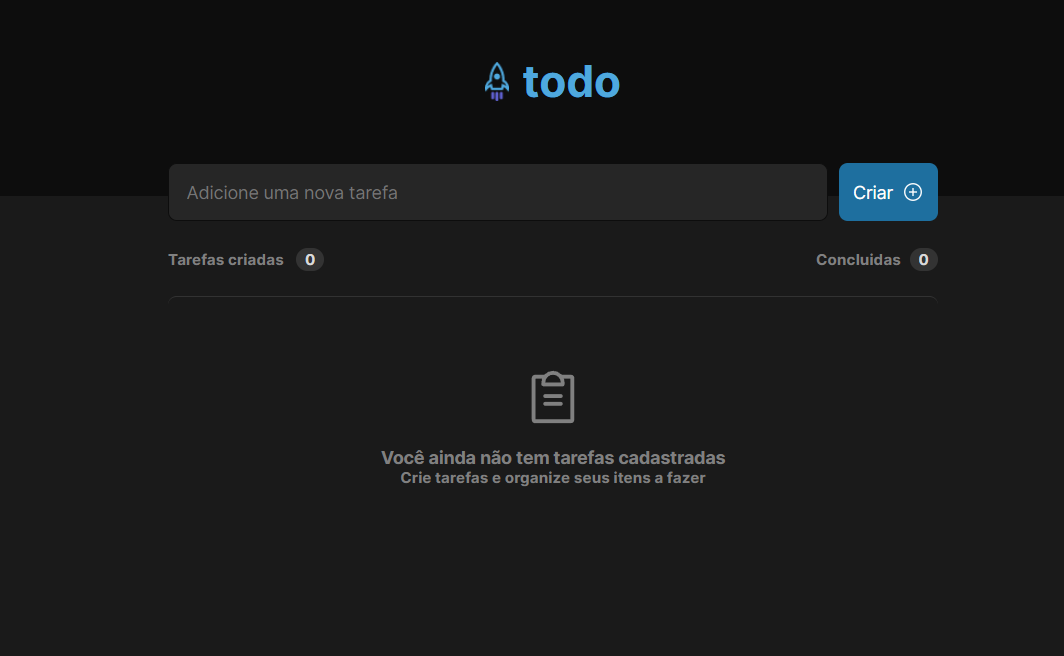 todo
Adicione uma nova tarefa
Criar
Tarefas criadas 0
Concluidas 0
Você ainda não tem tarefas cadastradas
Crie tarefas e organize seus itens a fazer